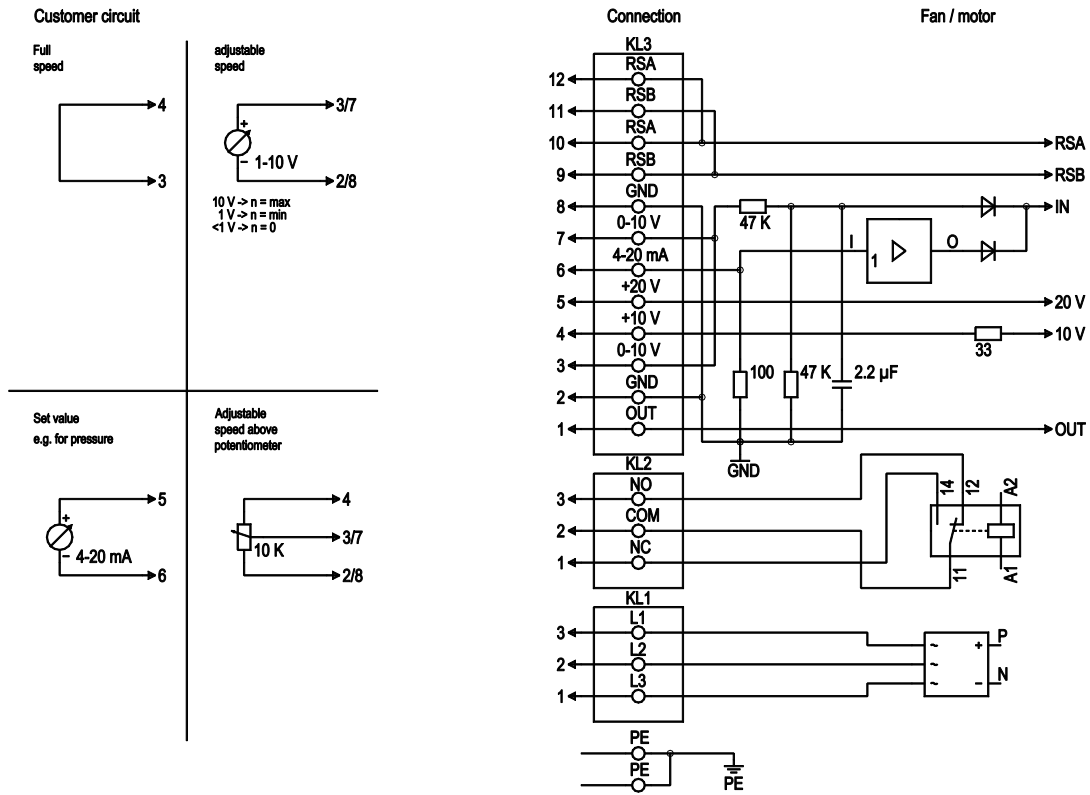 Customer circuit
Full
speed
4
3
adjustable
speed
3/7
+
1-10 V
−
2/8
10 V -> n = max
1 V -> n = min
<1 V -> n = 0
Set value
e.g. for pressure
5
+
4-20 mA
−
6
Adjustable
speed above
potentiometer
4
3/7
10 K
2/8
Connection
Fan / motor
KL3
RSA
12
RSB
11
RSA
10
RSA
RSB
9
RSB
GND
8
IN
0-10 V
7
47 K
I
1
O
4-20 mA
6
+20 V
5
20 V
+10 V
4
33
10 V
0-10 V
3
100
47 K
2.2 µF
GND
2
OUT
1
OUT
GND
KL2
NO
3
COM
2
NC
1
14
12
A2
11
A1
KL1
L1
3
L2
2
L3
1
~
~
~
+
−
P
N
PE
PE
PE